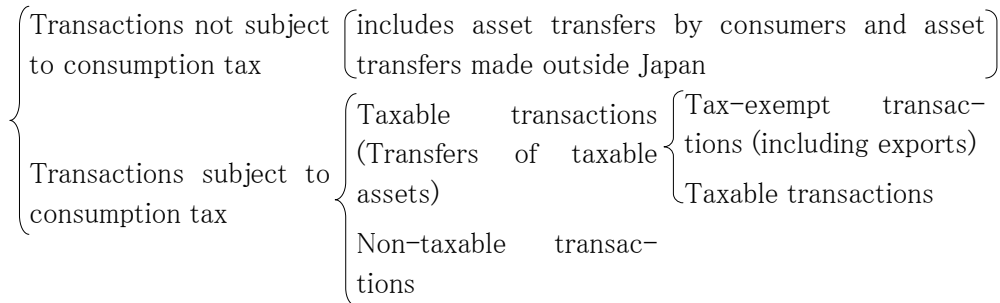 Transactions not subject
to consumption tax
includes asset transfers by consumers and asset
transfers made outside Japan
Transactions subject to
consumption tax
Taxable transactions
(Transfers of taxable
assets)
Tax-exempt transac-
tions (including exports)
Taxable transactions
Non-taxable transac-
tions